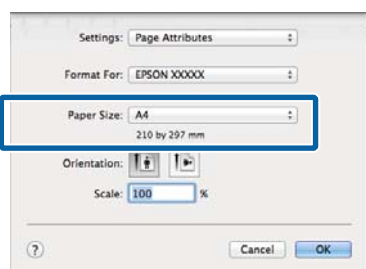 Settings: Page Attributes
Format For: EPSON XXXXX
Paper Size: A4
210 by 297 mm
Orientation:
Scale: 100 %
? Cancel OK